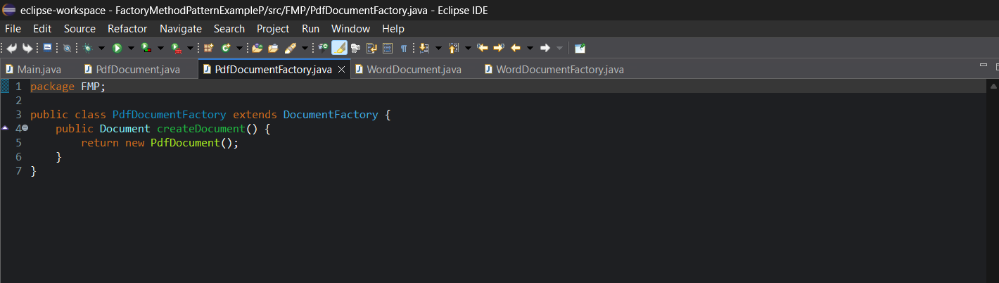 eclipse-workspace - FactoryMethodPatternExampleP/src/FMP/PdfDocumentFactory.java - Eclipse IDE
File Edit Source Refactor Navigate Search Project Run Window Help
Main.java PdfDocument.java PdfDocumentFactory.java WordDocument.java WordDocumentFactory.java
1 package FMP;
2
3 public class PdfDocumentFactory extends DocumentFactory {
4 public Document createDocument() {
5 return new PdfDocument();
6 }
7 }